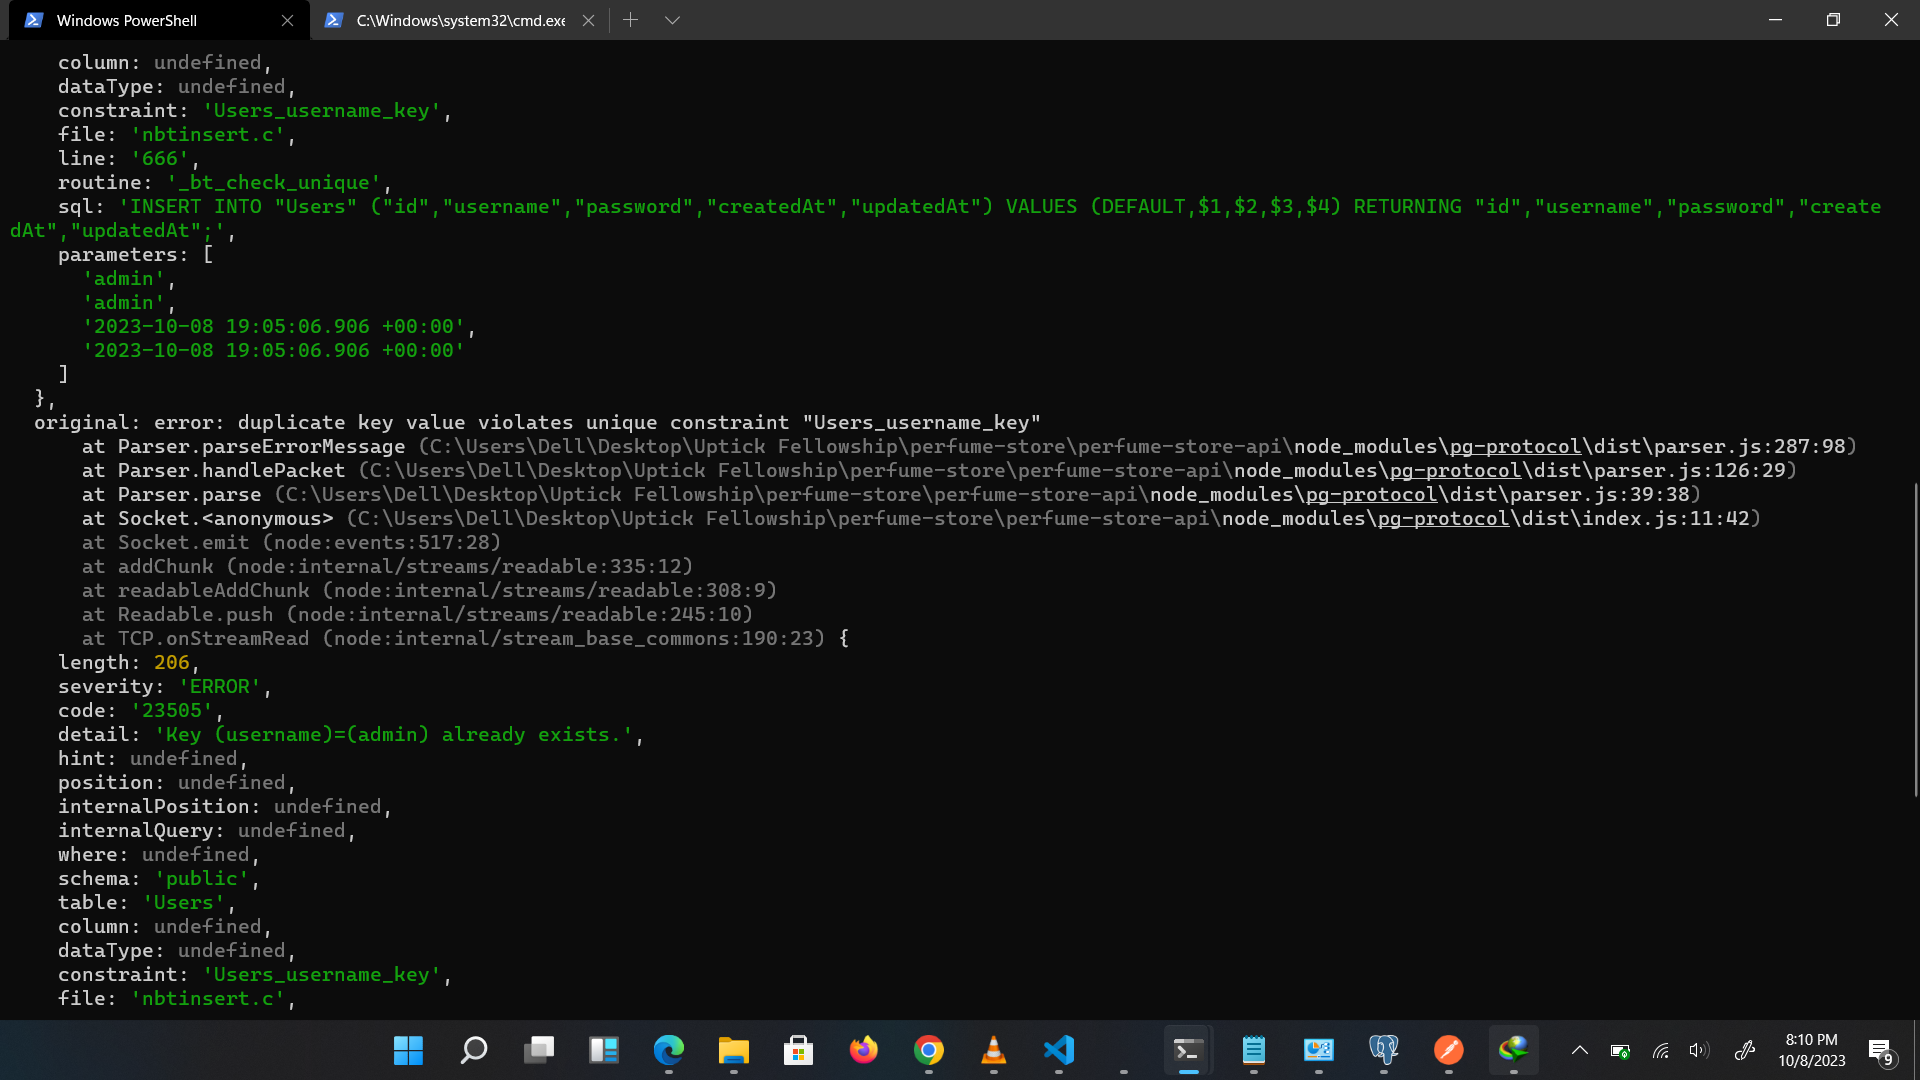 Windows PowerShell
C:\Windows\system32\cmd.exe
column: undefined,
dataType: undefined,
constraint: 'Users_username_key',
file: 'nbtinsert.c',
line: '666',
routine: '_bt_check_unique',
sql: 'INSERT INTO "Users" ("id","username","password","createdAt","updatedAt") VALUES (DEFAULT,$1,$2,$3,$4) RETURNING "id","username","password","create
dAt","updatedAt";',
parameters: [
'admin',
'admin',
'2023-10-08 19:05:06.906 +00:00',
'2023-10-08 19:05:06.906 +00:00'
]
},
original: error: duplicate key value violates unique constraint "Users_username_key"
at Parser.parseErrorMessage (C:\Users\Dell\Desktop\Uptick Fellowship\perfume-store\perfume-store-api\node_modules\pg-protocol\dist\parser.js:287:98)
at Parser.handlePacket (C:\Users\Dell\Desktop\Uptick Fellowship\perfume-store\perfume-store-api\node_modules\pg-protocol\dist\parser.js:126:29)
at Parser.parse (C:\Users\Dell\Desktop\Uptick Fellowship\perfume-store\perfume-store-api\node_modules\pg-protocol\dist\parser.js:39:38)
at Socket.<anonymous> (C:\Users\Dell\Desktop\Uptick Fellowship\perfume-store\perfume-store-api\node_modules\pg-protocol\dist\index.js:11:42)
at Socket.emit (node:events:517:28)
at addChunk (node:internal/streams/readable:335:12)
at readableAddChunk (node:internal/streams/readable:308:9)
at Readable.push (node:internal/streams/readable:245:10)
at TCP.onStreamRead (node:internal/stream_base_commons:190:23) {
length: 206,
severity: 'ERROR',
code: '23505',
detail: 'Key (username)=(admin) already exists.',
hint: undefined,
position: undefined,
internalPosition: undefined,
internalQuery: undefined,
where: undefined,
schema: 'public',
table: 'Users',
column: undefined,
dataType: undefined,
constraint: 'Users_username_key',
file: 'nbtinsert.c',
8:10 PM
10/8/2023
9